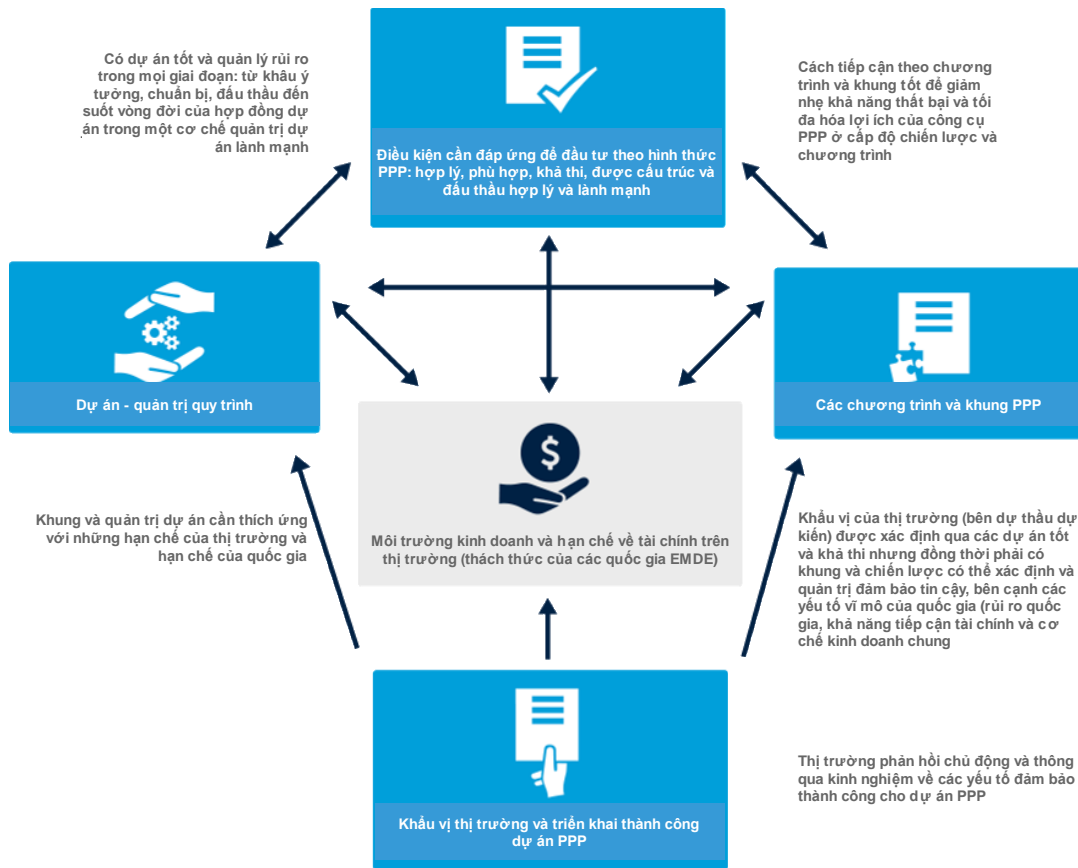 Có dự án tốt và quản lý rủi ro
trong mọi giai đoạn: từ khâu ý
tưởng, chuẩn bị, đấu thầu đến
suốt vòng đời của hợp đồng dự
án trong một cơ chế quản trị dự
án lành mạnh
Điều kiện cần đáp ứng để đầu tư theo hình thức
PPP: hợp lý, phù hợp, khả thi, được cấu trúc và
đấu thầu hợp lý và lành mạnh
Cách tiếp cận theo chương
trình và khung tốt để giảm
nhẹ khả năng thất bại và tối
đa hóa lợi ích của công cụ
PPP ở cấp độ chiến lược và
chương trình
Dự án - quản trị quy trình
Các chương trình và khung PPP
$
Môi trường kinh doanh và hạn chế về tài chính trên
thị trường (thách thức của các quốc gia EMDE)
Khung và quản trị dự án cần thích ứng
với những hạn chế của thị trường và
hạn chế của quốc gia
Khẩu vị của thị trường (bên dự thầu dự
kiến) được xác định qua các dự án tốt
và khả thi nhưng đồng thời phải có
khung và chiến lược có thể xác định và
quản trị đảm bảo tin cậy, bên cạnh các
yếu tố vĩ mô của quốc gia (rủi ro quốc
gia, khả năng tiếp cận tài chính và cơ
chế kinh doanh chung
Khẩu vị thị trường và triển khai thành công
dự án PPP
Thị trường phản hồi chủ động và thông
qua kinh nghiệm về các yếu tố đảm bảo
thành công cho dự án PPP